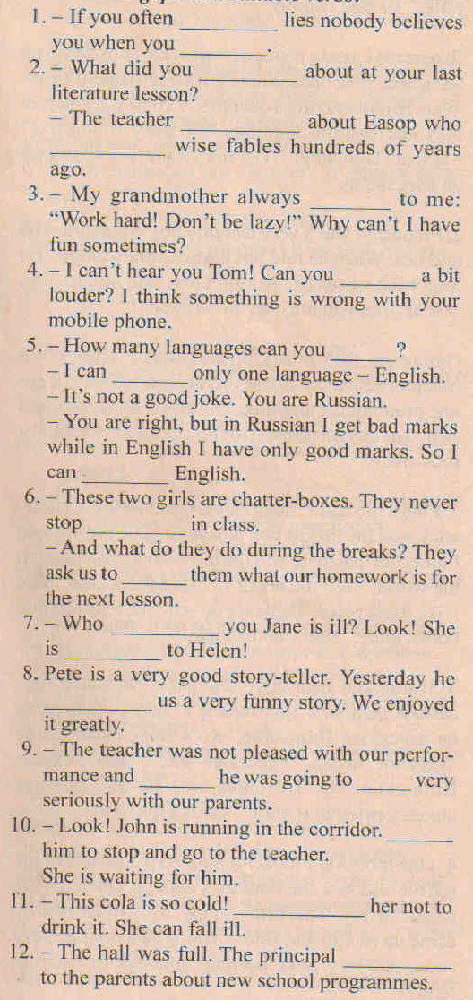 1. – If you often __________ lies nobody believes
you when you _________.
2. – What did you __________ about at your last
literature lesson?
– The teacher ____________ about Easop who
____________ wise fables hundreds of years
ago.
3. – My grandmother always ________ to me:
“Work hard! Don’t be lazy!” Why can’t I have
fun sometimes?
4. – I can’t hear you Tom! Can you ________ a bit
louder? I think something is wrong with your
mobile phone.
5. – How many languages can you _______?
– I can ________ only one language – English.
– It’s not a good joke. You are Russian.
– You are right, but in Russian I get bad marks
while in English I have only good marks. So I
can _________ English.
6. – These two girls are chatter-boxes. They never
stop __________ in class.
– And what do they do during the breaks? They
ask us to _______ them what our homework is for
the next lesson.
7. – Who __________ you Jane is ill? Look! She
is __________ to Helen!
8. Pete is a very good story-teller. Yesterday he
___________ us a very funny story. We enjoyed
it greatly.
9. – The teacher was not pleased with our perfor-
mance and ________ he was going to ______ very
seriously with our parents.
10. – Look! John is running in the corridor. _______
him to stop and go to the teacher.
She is waiting for him.
11. – This cola is so cold! _____________ her not to
drink it. She can fall ill.
12. – The hall was full. The principal ___________
to the parents about new school programmes.